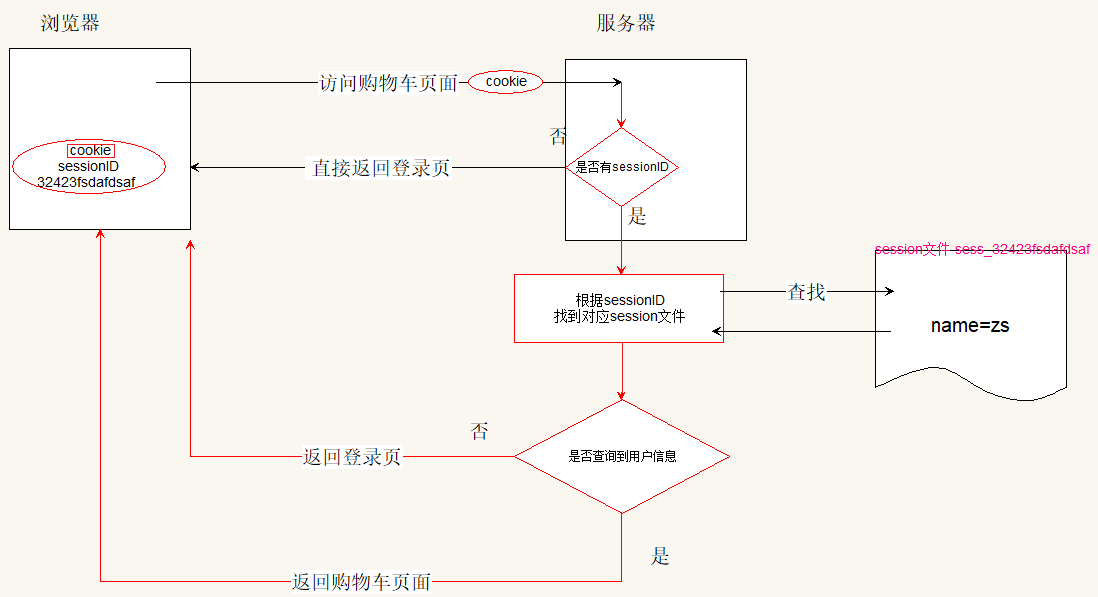 浏览器
服务器
访问购物车页面
cookie
否
cookie
sessionID
32423fsdafdsaf
直接返回登录页
是否有sessionID
是
session文件 sess_32423fsdafdsaf
根据sessionID
找到对应session文件
查找
name=zs
否
返回登录页
是否查询到用户信息
是
返回购物车页面